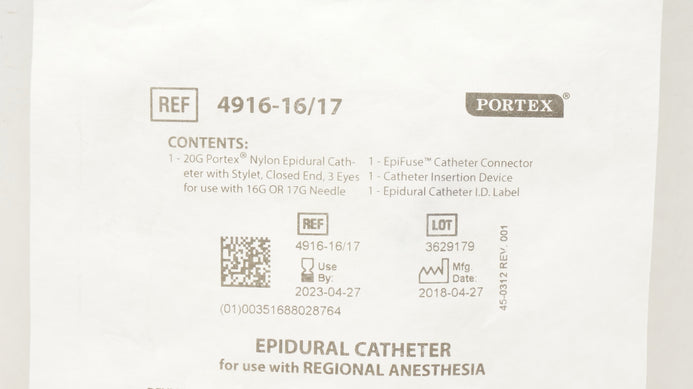 REF 4916-16/17
PORTEX®
CONTENTS:
1 - 20G Portex® Nylon Epidural Cath-
eter with Stylet, Closed End, 3 Eyes
for use with 16G OR 17G Needle
1 - EpiFuse™ Catheter Connector
1 - Catheter Insertion Device
1 - Epidural Catheter I.D. Label
REF
4916-16/17
Use
By:
2023-04-27
LOT
3629179
Mfg.
Date:
2018-04-27
(01)00351688028764
45-0312 REV. 001
EPIDURAL CATHETER
for use with REGIONAL ANESTHESIA